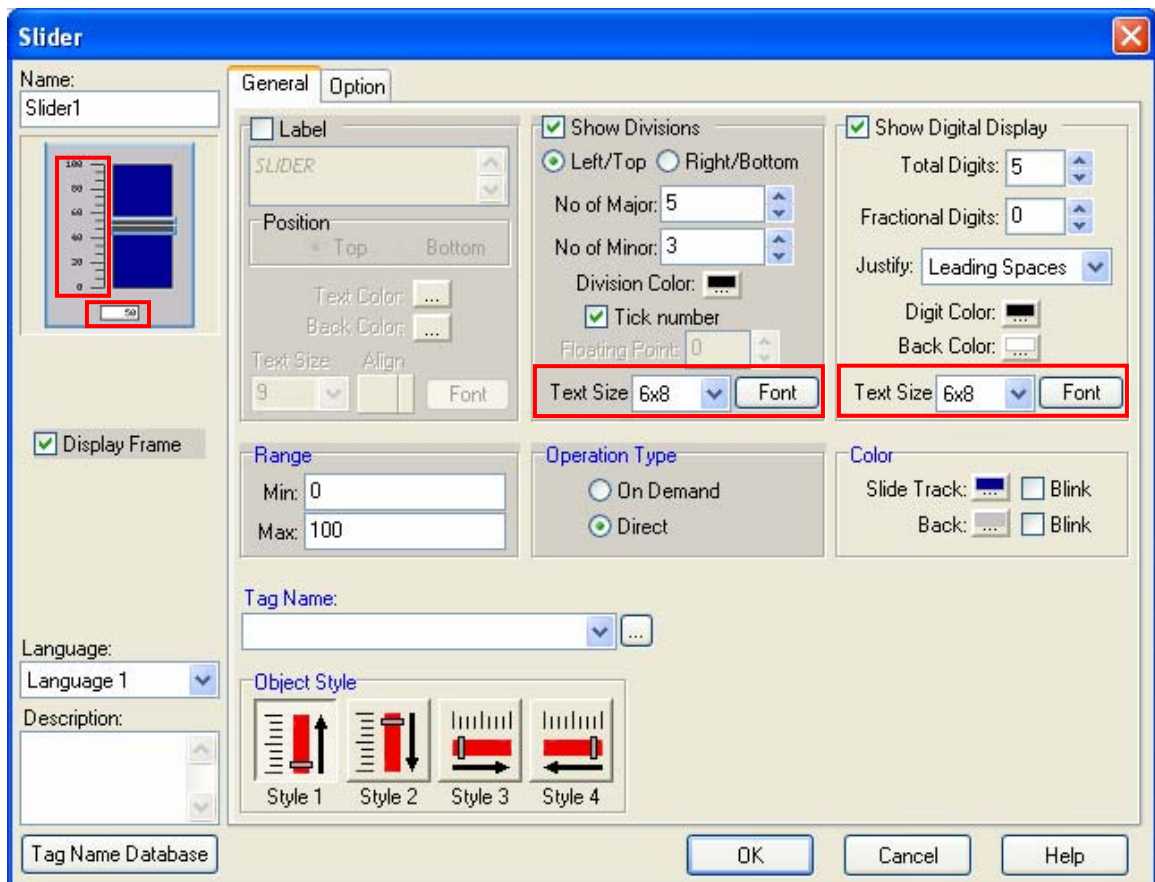 Slider
Name:
Slider1
100
80
60
40
20
0
50
Display Frame
Language:
Language 1
Description:
Tag Name Database
General Option
Label
SLIDER
Position
Top Bottom
Text Color: ...
Back Color: ...
Text Size Align
9 Font
Show Divisions
Left/Top Right/Bottom
No of Major: 5
No of Minor: 3
Division Color: ...
Tick number
Floating Point: 0
Text Size 6x8 Font
Show Digital Display
Total Digits: 5
Fractional Digits: 0
Justify: Leading Spaces
Digit Color: ...
Back Color: ...
Text Size 6x8 Font
Range
Min: 0
Max: 100
Operation Type
On Demand
Direct
Color
Slide Track: ... Blink
Back: ... Blink
Tag Name:
...
Object Style
Style 1 Style 2 Style 3 Style 4
OK Cancel Help